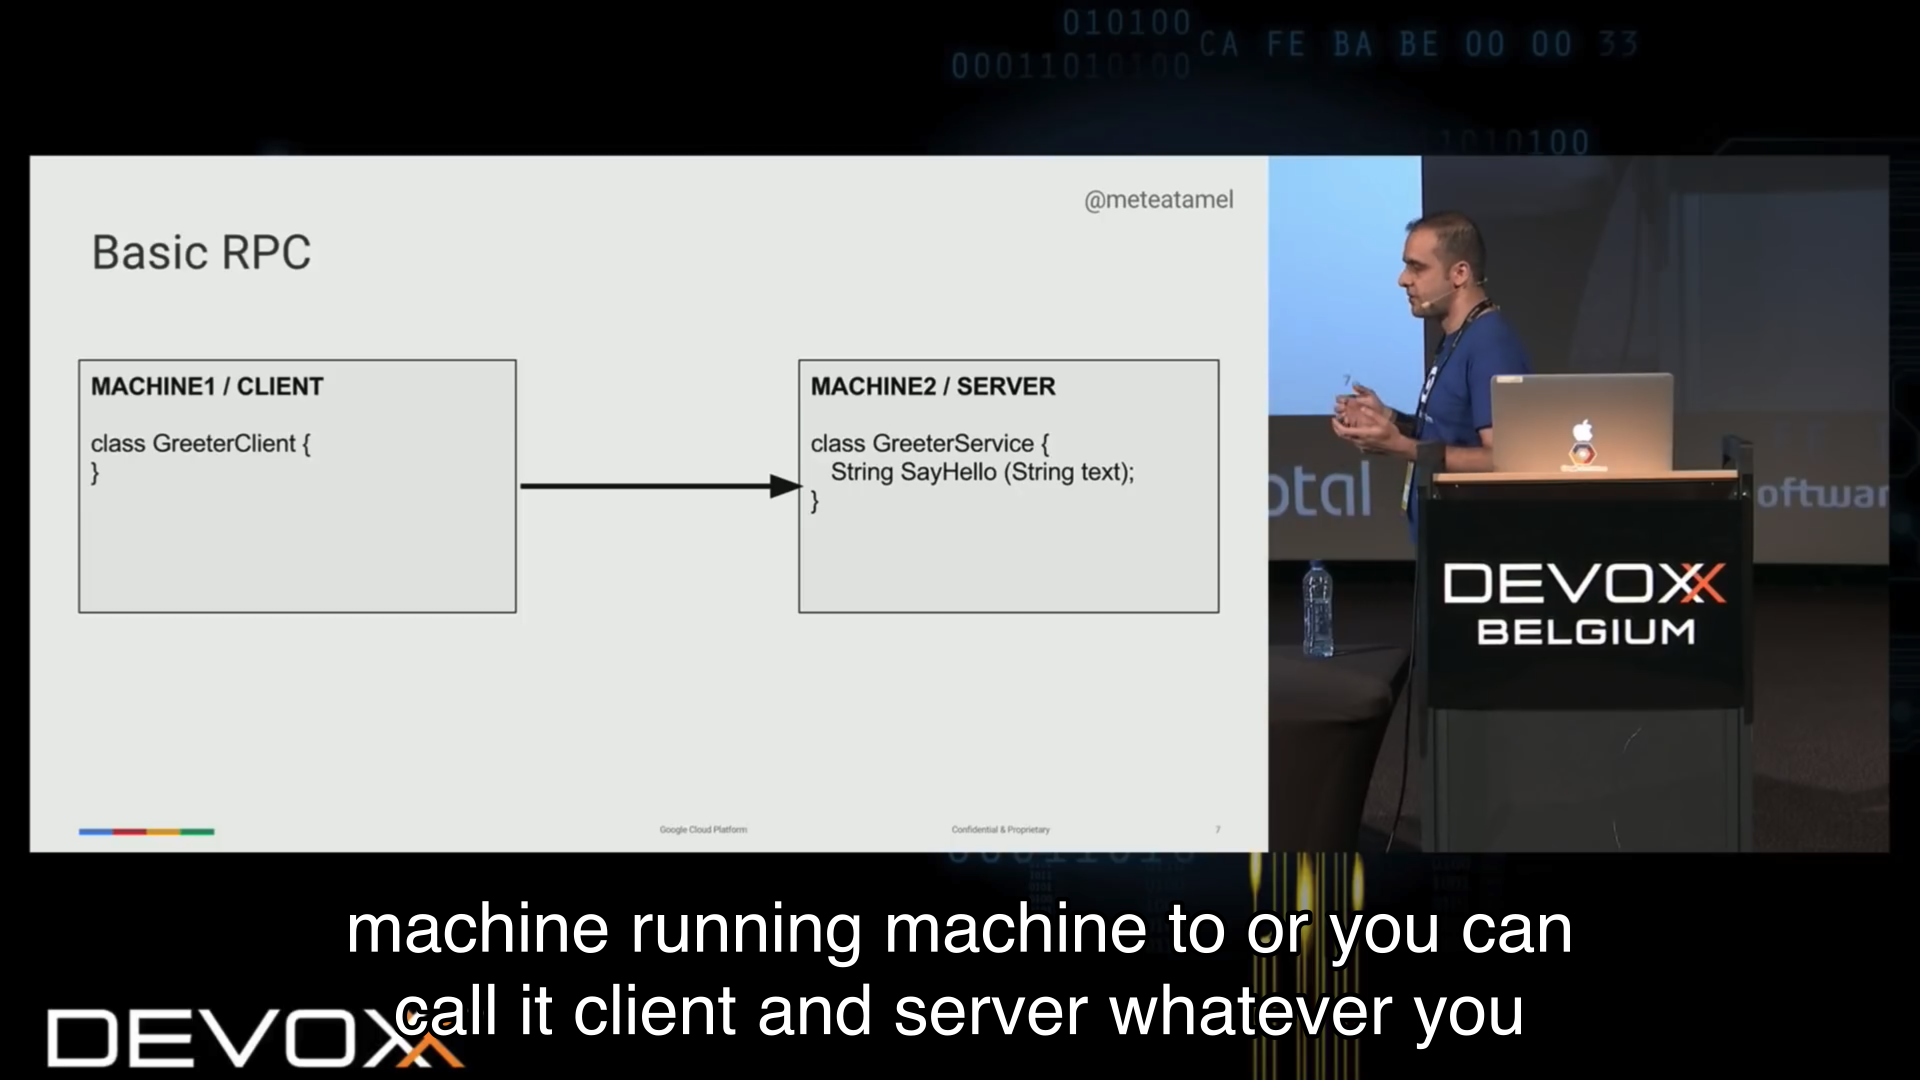 010100
CA FE BA BE 00 00 33
00011010100
1010100
@meteatamel
Basic RPC
MACHINE1 / CLIENT
class GreeterClient {
}
MACHINE2 / SERVER
class GreeterService {
String SayHello (String text);
}
Google Cloud Platform
Confidential & Proprietary
7
7
otal
oftwar
DEVOXX
BELGIUM
machine running machine to or you can
call it client and server whatever you
DEVOXX